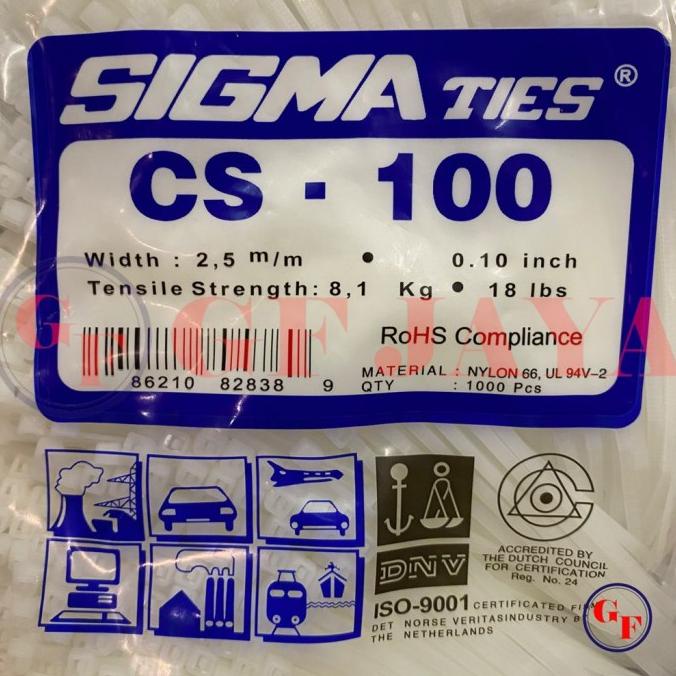 SIGMA TIES ®
CS - 100
Width : 2,5 m/m • 0.10 inch
Tensile Strength: 8,1 Kg • 18 lbs
GF GF JAYA
RoHS Compliance
86210 82838 9
MATERIAL : NYLON 66, UL 94V-2
QTY : 1000 Pcs
DNV
ACCREDITED BY
THE DUTCH COUNCIL
FOR CERTIFICATION
Reg. No. 24
ISO-9001 CERTIFICATED
DET NORSE VERITASINDUSTRY
THE NETHERLANDS
GF